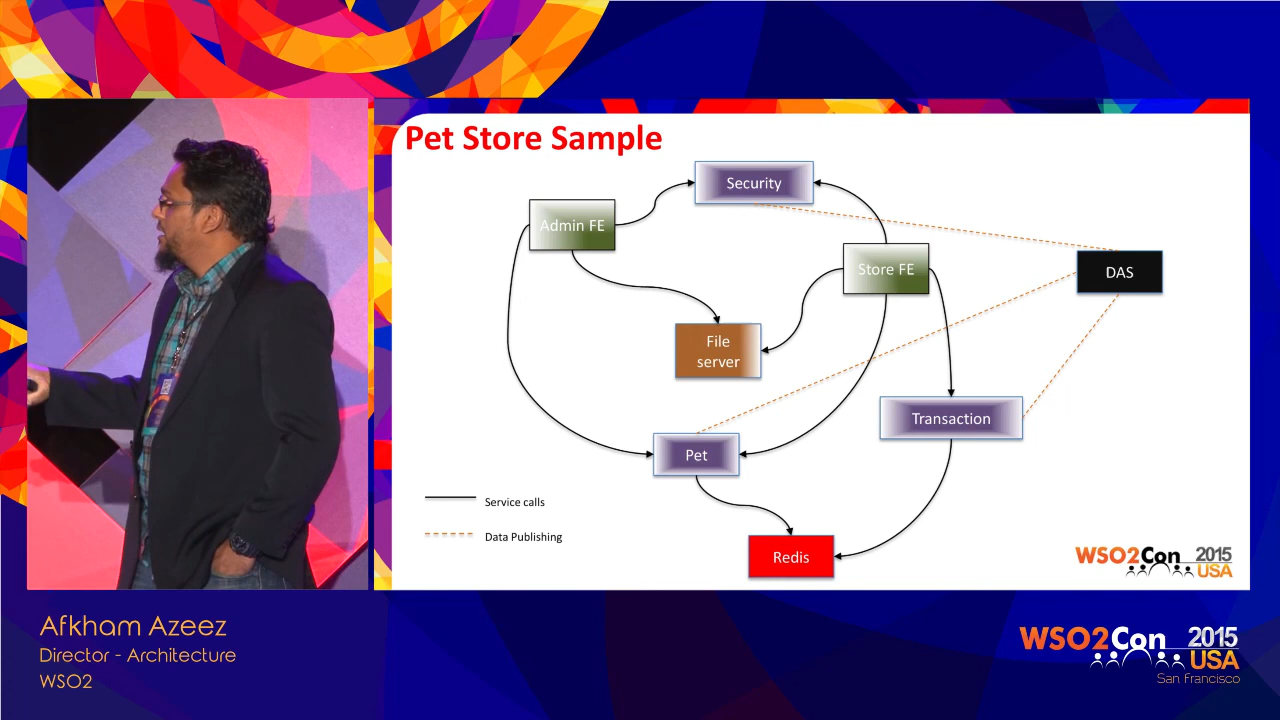 Pet Store Sample
Security
Admin FE
Store FE
DAS
File
server
Transaction
Pet
Service calls
Data Publishing
Redis
WSO2Con 2015
USA
Afkham Azeez
Director - Architecture
WSO2
WSO2Con 2015
USA
San Francisco